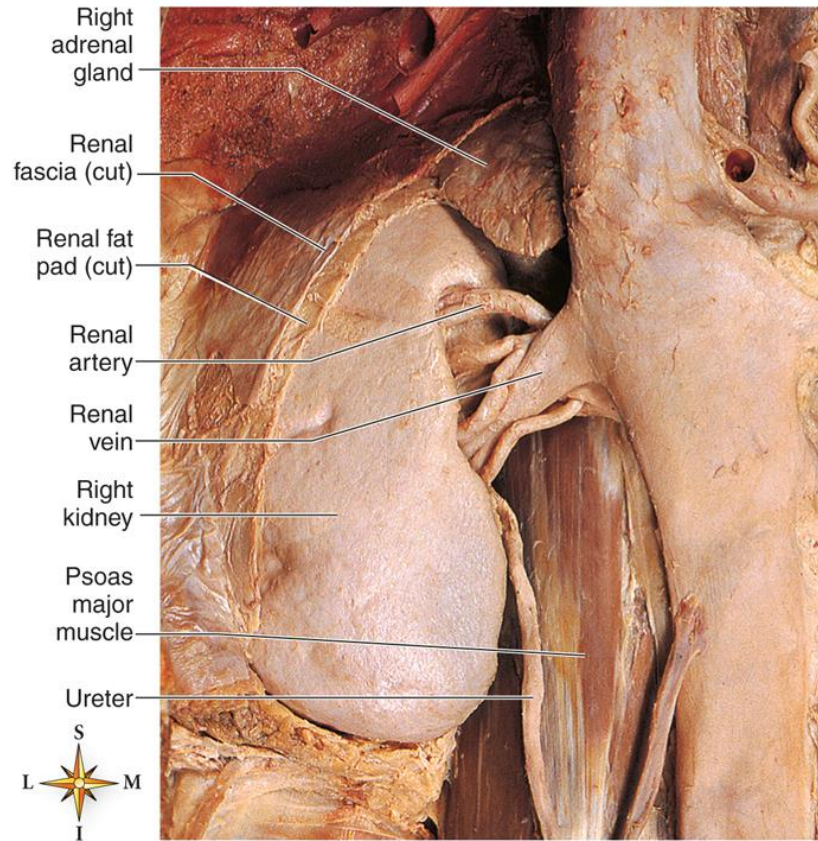 Right
adrenal
gland
Renal
fascia (cut)
Renal fat
pad (cut)
Renal
artery
Renal
vein
Right
kidney
Psoas
major
muscle
Ureter
S
L M
I